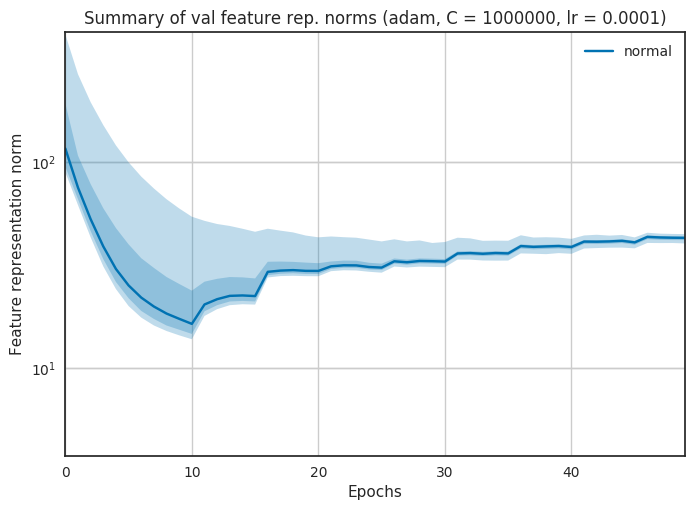 Summary of val feature rep. norms (adam, C = 1000000, lr = 0.0001)
normal
Feature representation norm
10²
10¹
0 10 20 30 40
Epochs